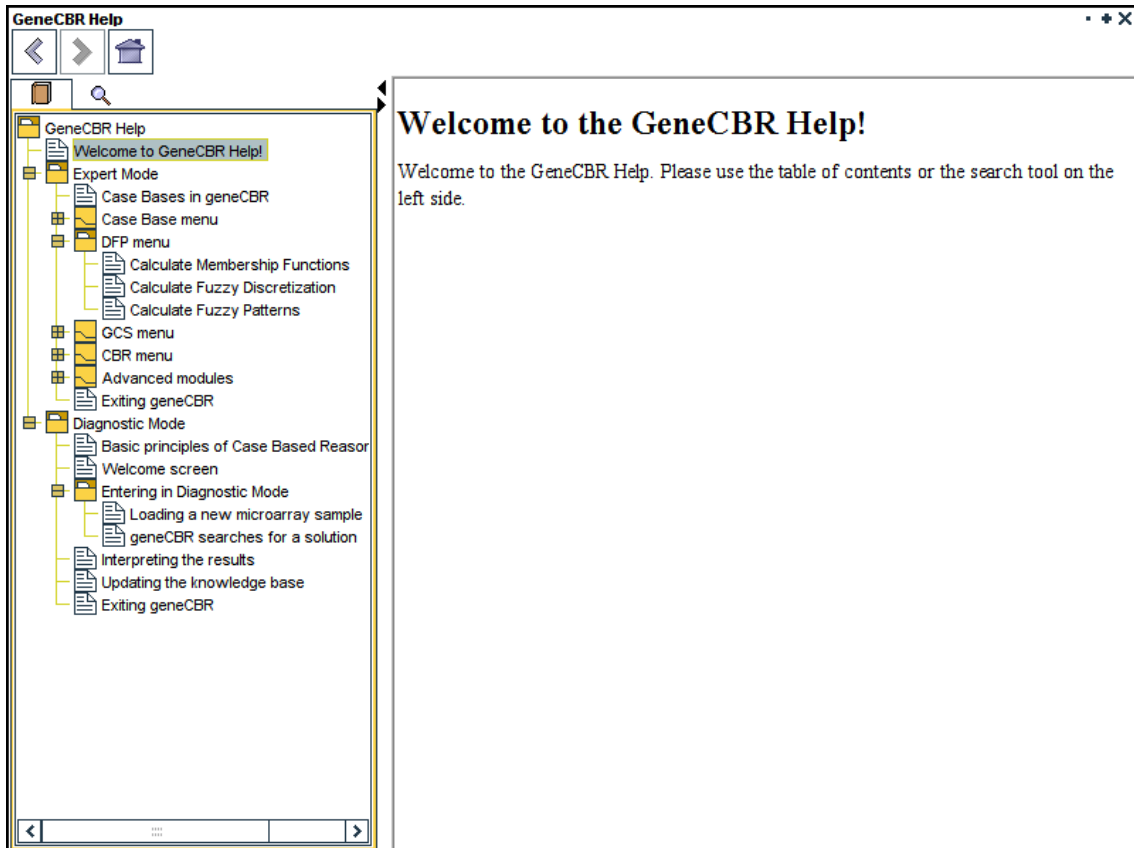 GeneCBR Help
GeneCBR Help
Welcome to GeneCBR Help!
Expert Mode
Case Bases in geneCBR
Case Base menu
DFP menu
Calculate Membership Functions
Calculate Fuzzy Discretization
Calculate Fuzzy Patterns
GCS menu
CBR menu
Advanced modules
Exiting geneCBR
Diagnostic Mode
Basic principles of Case Based Reasor
Welcome screen
Entering in Diagnostic Mode
Loading a new microarray sample
geneCBR searches for a solution
Interpreting the results
Updating the knowledge base
Exiting geneCBR
Welcome to the GeneCBR Help!
Welcome to the GeneCBR Help. Please use the table of contents or the search tool on the
left side.